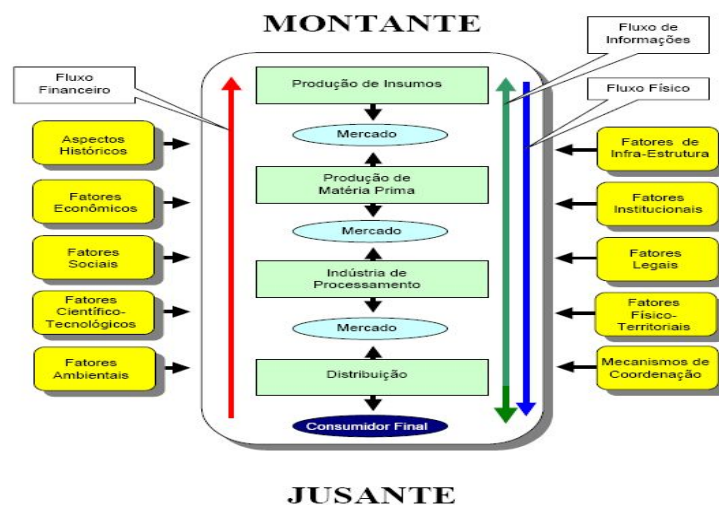 MONTANTE
Fluxo de
Informações
Fluxo
Financeiro
Fluxo Físico
Produção de Insumos
Mercado
Produção de
Matéria Prima
Mercado
Indústria de
Processamento
Mercado
Distribuição
Consumidor Final
Aspectos
Históricos
Fatores
Econômicos
Fatores
Sociais
Fatores
Científico-
Tecnológicos
Fatores
Ambientais
Fatores de
Infra-Estrutura
Fatores
Institucionais
Fatores
Legais
Fatores
Físico-
Territoriais
Mecanismos de
Coordenação
JUSANTE